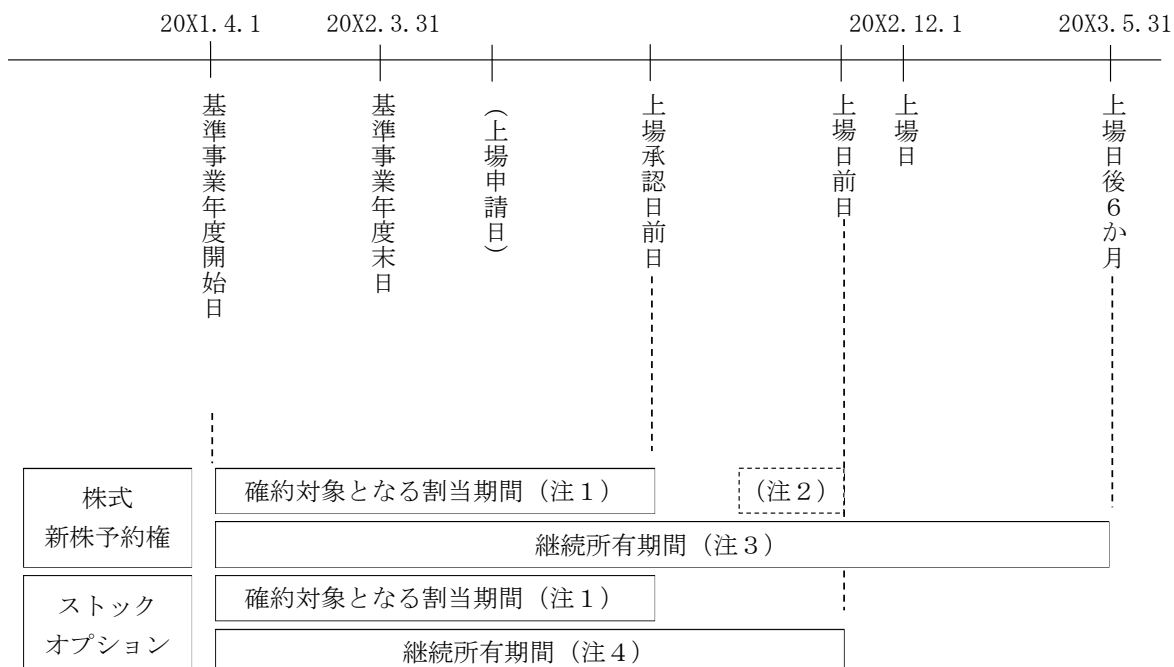 20X1.4.1
20X2.3.31
20X2.12.1
20X3.5.31
基準事業年度開始日
基準事業年度末日
（上場申請日）
上場承認日前日
上場日前日
上場日
上場日後６か月
株式
新株予約権
確約対象となる割当期間（注１）
（注２）
継続所有期間（注３）
ストック
オプション
確約対象となる割当期間（注１）
継続所有期間（注４）